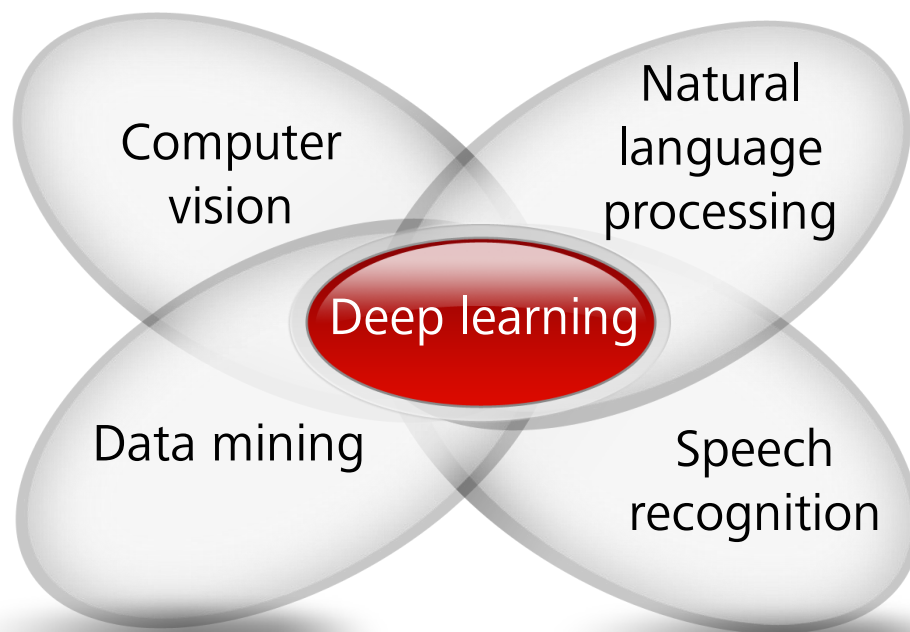 Computer
vision
Natural
language
processing
Deep learning
Data mining
Speech
recognition